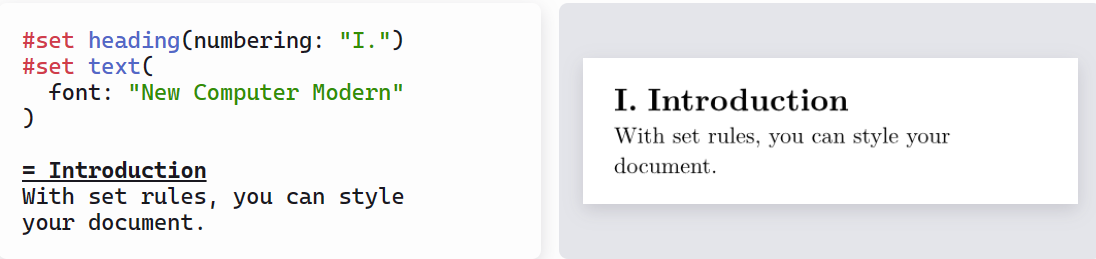 #set heading(numbering: "I.")
#set text(
  font: "New Computer Modern"
)

= Introduction
With set rules, you can style
your document.

I. Introduction
With set rules, you can style your
document.